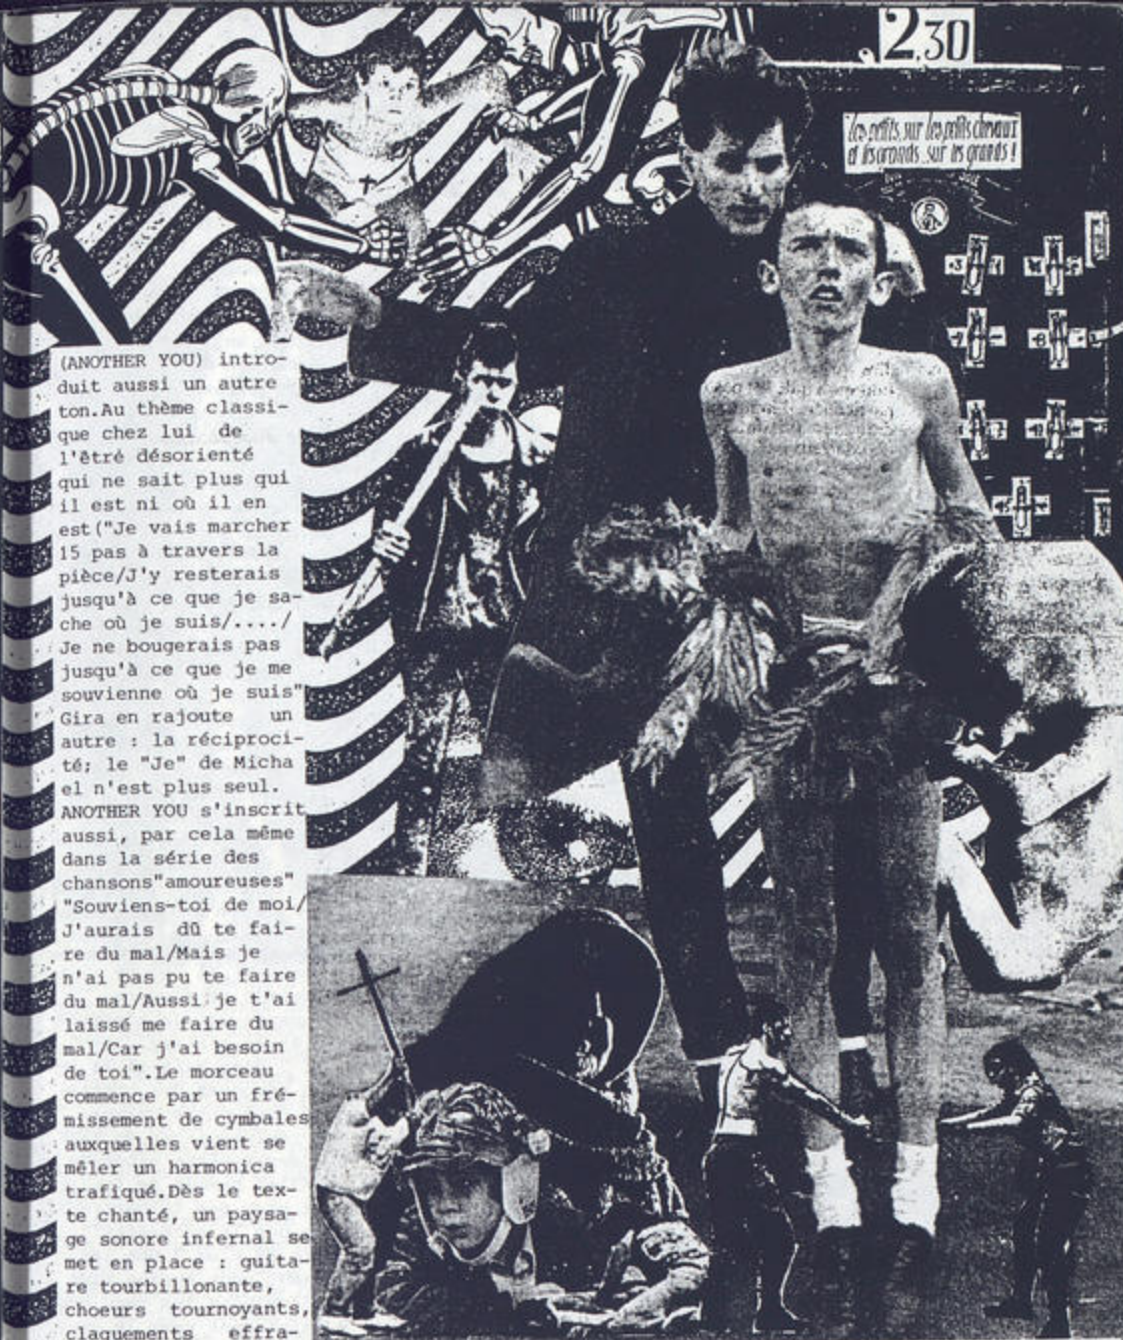 2.30
les petits sur les petits chevaux
et les grands sur les grands !
(ANOTHER YOU) intro-
duit aussi un autre
ton.Au thème classi-
que chez lui de
l'êtré désorienté
qui ne sait plus qui
il est ni où il en
est("Je vais marcher
15 pas à travers la
pièce/J'y resterais
jusqu'à ce que je sa-
che où je suis/..../
Je ne bougerais pas
jusqu'à ce que je me
souvienne où je suis"
Gira en rajoute un
autre : la réciproci-
té; le "Je" de Micha
el n'est plus seul.
ANOTHER YOU s'inscrit
aussi, par cela même
dans la série des
chansons"amoureuses"
"Souviens-toi de moi/
J'aurais dû te fai-
re du mal/Mais je
n'ai pas pu te faire
du mal/Aussi je t'ai
laissé me faire du
mal/Car j'ai besoin
de toi".Le morceau
commence par un fré-
missement de cymbales
auxquelles vient se
mêler un harmonica
trafiqué.Dès le tex-
te chanté, un paysa-
ge sonore infernal se
met en place : guita-
re tourbillonante,
choeurs tournoyants,
claquements effra-